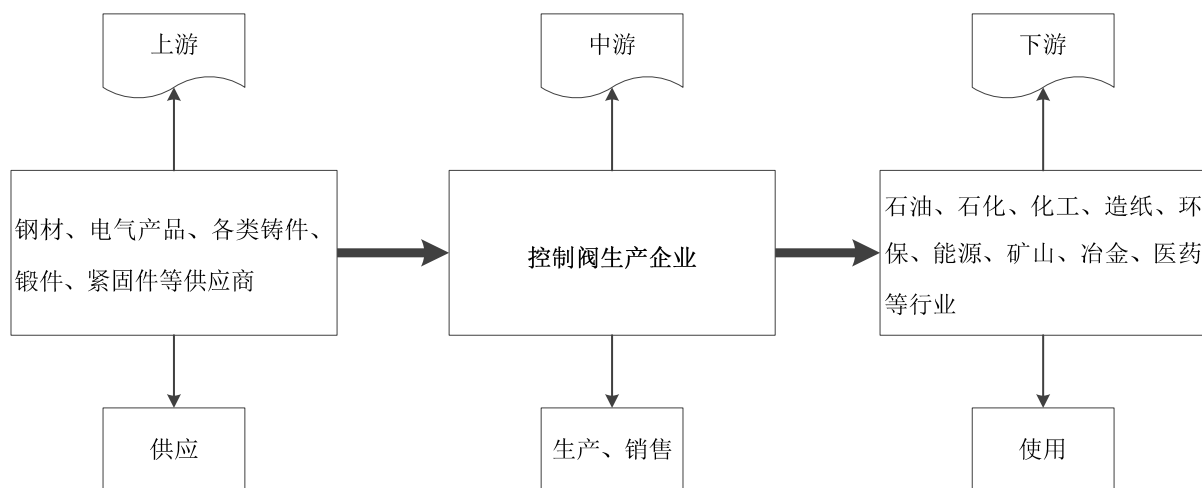 上游
中游
下游
钢材、电气产品、各类铸件、
锻件、紧固件等供应商
控制阀生产企业
石油、石化、化工、造纸、环
保、能源、矿山、冶金、医药
等行业
供应
生产、销售
使用